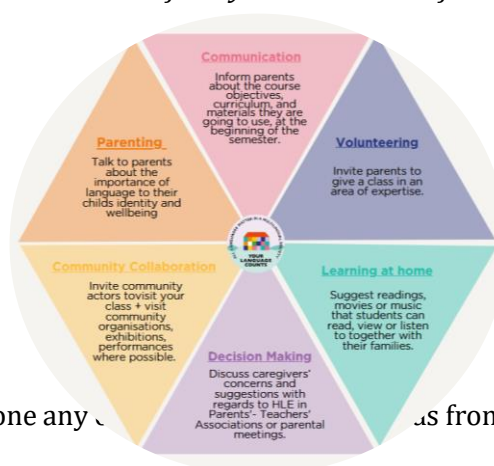 Communication
Inform parents
about the course
objectives,
curriculum, and
materials they are
going to use, at the
beginning of the
semester.
Parenting
Talk to parents
about the
importance of
language to their
childs identity and
wellbeing
Volunteering
Invite parents to
give a class in an
area of expertise.
YOUR
LANGUAGE
COUNTS
Community Collaboration
Invite community
actors tovisit your
class + visit
community
organisations,
exhibitions,
performances
where possible.
Learning at home
Suggest readings,
movies or music
that students can
read, view or listen
to together with
their families.
Decision Making
Discuss caregivers'
concerns and
suggestions with
regards to HLE in
Parents'- Teachers'
Associations or parental
meetings.
one any
from